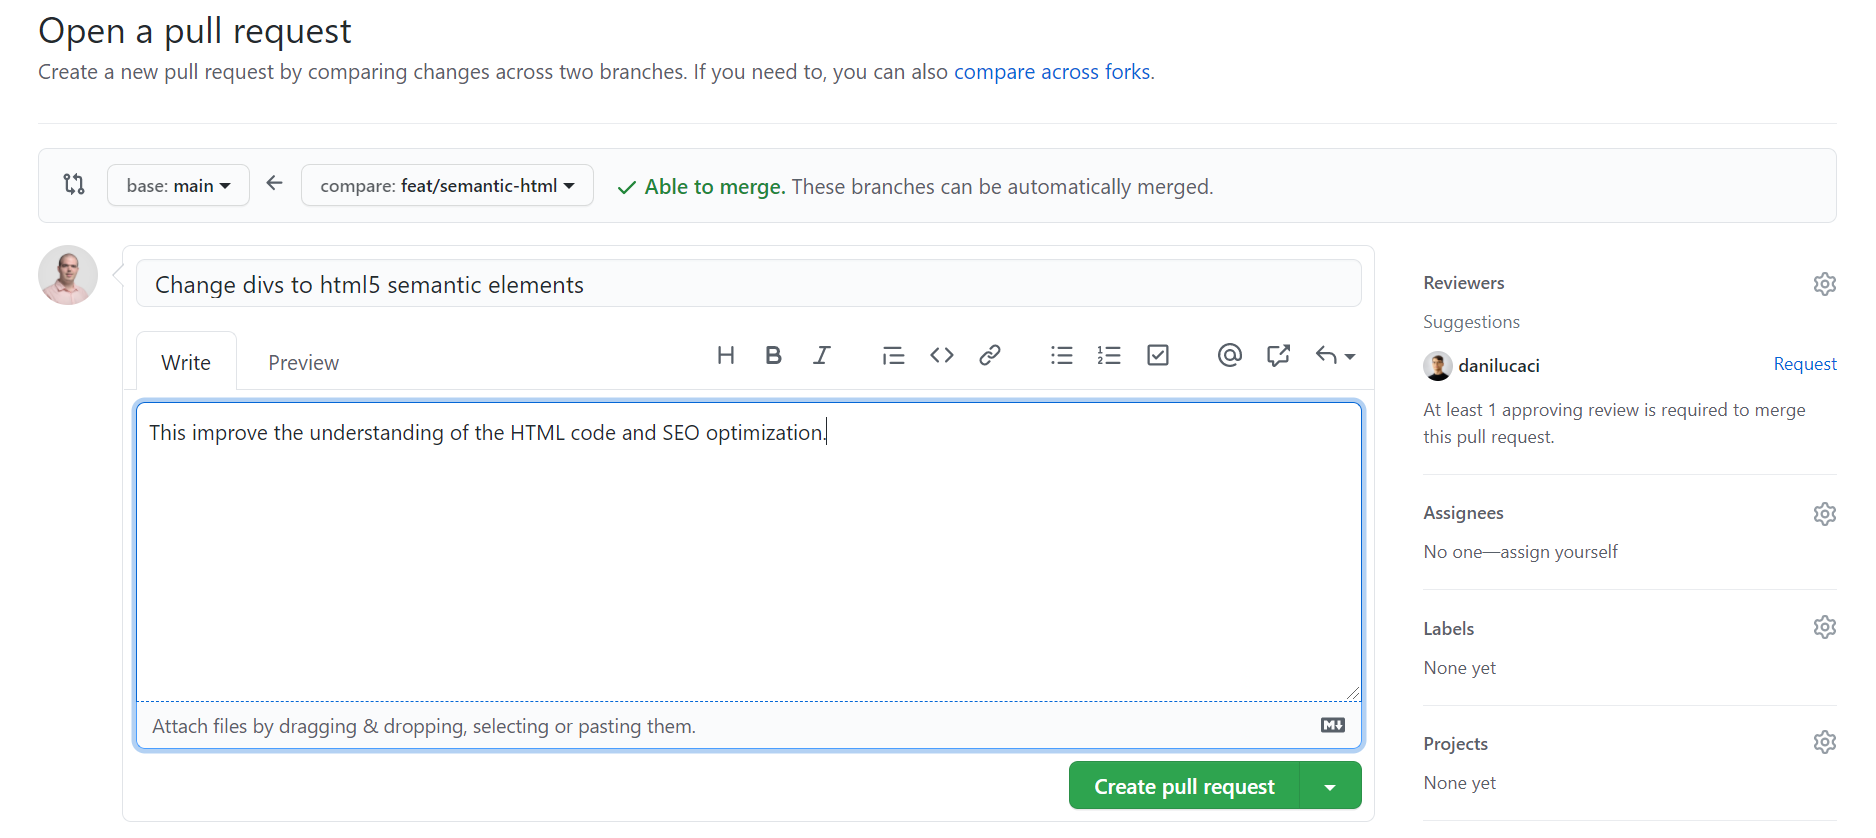 Open a pull request
Create a new pull request by comparing changes across two branches. If you need to, you can also compare across forks.
base: main
compare: feat/semantic-html
Able to merge. These branches can be automatically merged.
Change divs to html5 semantic elements
Write
Preview
H B I
This improve the understanding of the HTML code and SEO optimization.
Attach files by dragging & dropping, selecting or pasting them.
Create pull request
Reviewers
Suggestions
danilucaci
Request
At least 1 approving review is required to merge
this pull request.
Assignees
No one—assign yourself
Labels
None yet
Projects
None yet